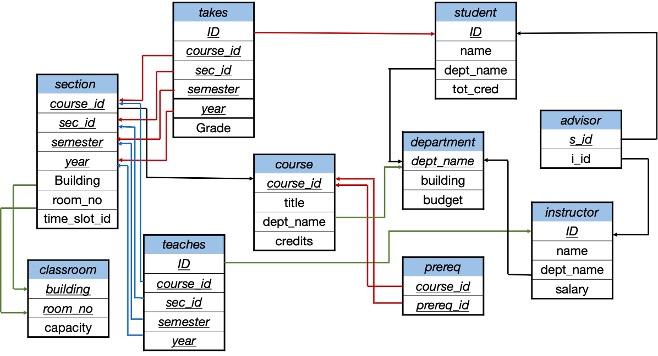 takes
ID
course_id
sec_id
semester
year
Grade
student
ID
name
dept_name
tot_cred
section
course_id
sec_id
semester
year
Building
room_no
time_slot_id
advisor
s_id
i_id
department
dept_name
building
budget
course
course_id
title
dept_name
credits
instructor
ID
name
dept_name
salary
teaches
ID
course_id
sec_id
semester
year
classroom
building
room_no
capacity
prereq
course_id
prereq_id